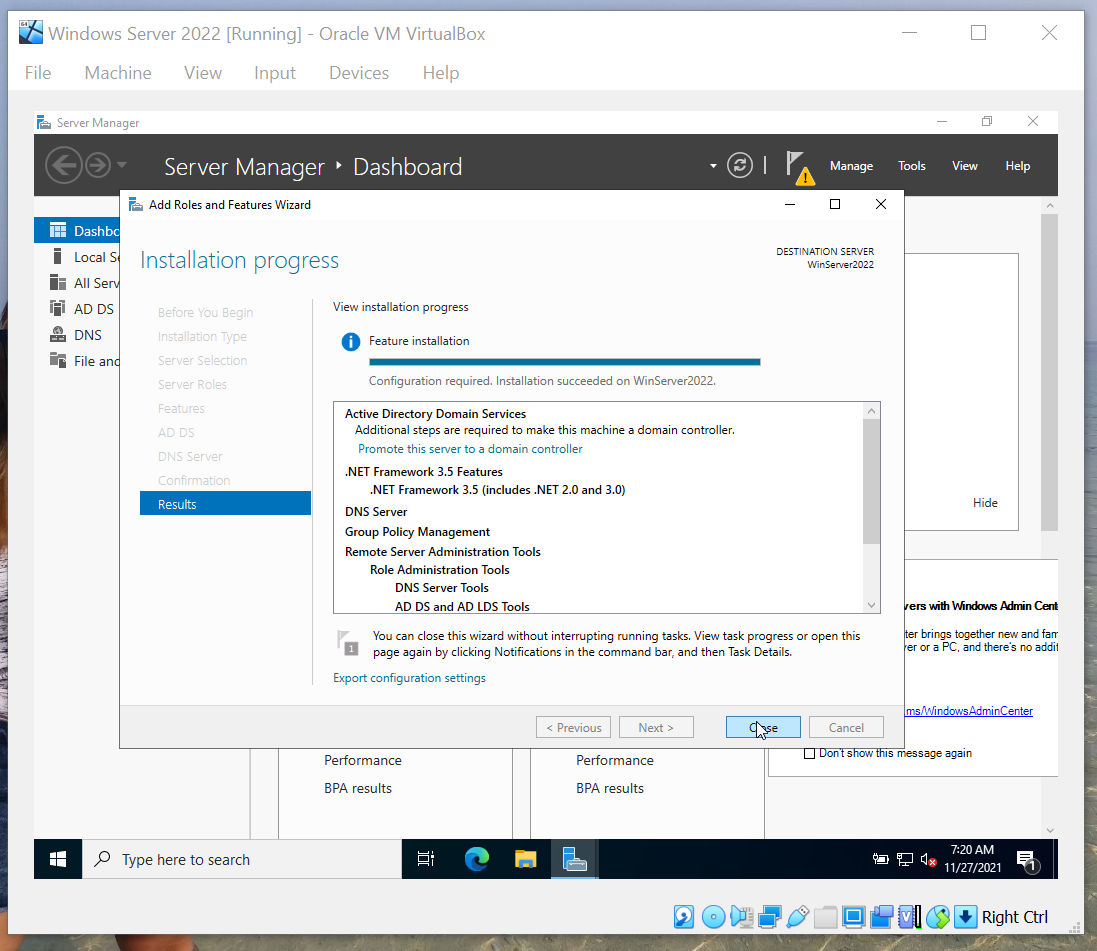 Windows Server 2022 [Running] - Oracle VM VirtualBox
File Machine View Input Devices Help
Server Manager
Server Manager Dashboard
Manage Tools View Help
Add Roles and Features Wizard
Dashbc
Local Se
All Serv
AD DS
DNS
File and
Installation progress
DESTINATION SERVER
WinServer2022
Before You Begin
Installation Type
Server Selection
Server Roles
Features
AD DS
DNS Server
Confirmation
Results
View installation progress
Feature installation
Configuration required. Installation succeeded on WinServer2022.
Active Directory Domain Services
Additional steps are required to make this machine a domain controller.
Promote this server to a domain controller
.NET Framework 3.5 Features
.NET Framework 3.5 (includes .NET 2.0 and 3.0)
DNS Server
Group Policy Management
Remote Server Administration Tools
Role Administration Tools
DNS Server Tools
AD DS and AD LDS Tools
1
You can close this wizard without interrupting running tasks. View task progress or open this
page again by clicking Notifications in the command bar, and then Task Details.
Export configuration settings
< Previous Next > Close Cancel
Hide
vers with Windows Admin Cent
ter brings together new and fam
ver or a PC, and there's no addit
ms/WindowsAdminCenter
Don't show this message again
Performance
BPA results
Performance
BPA results
Type here to search
7:20 AM
11/27/2021
1
Right Ctrl